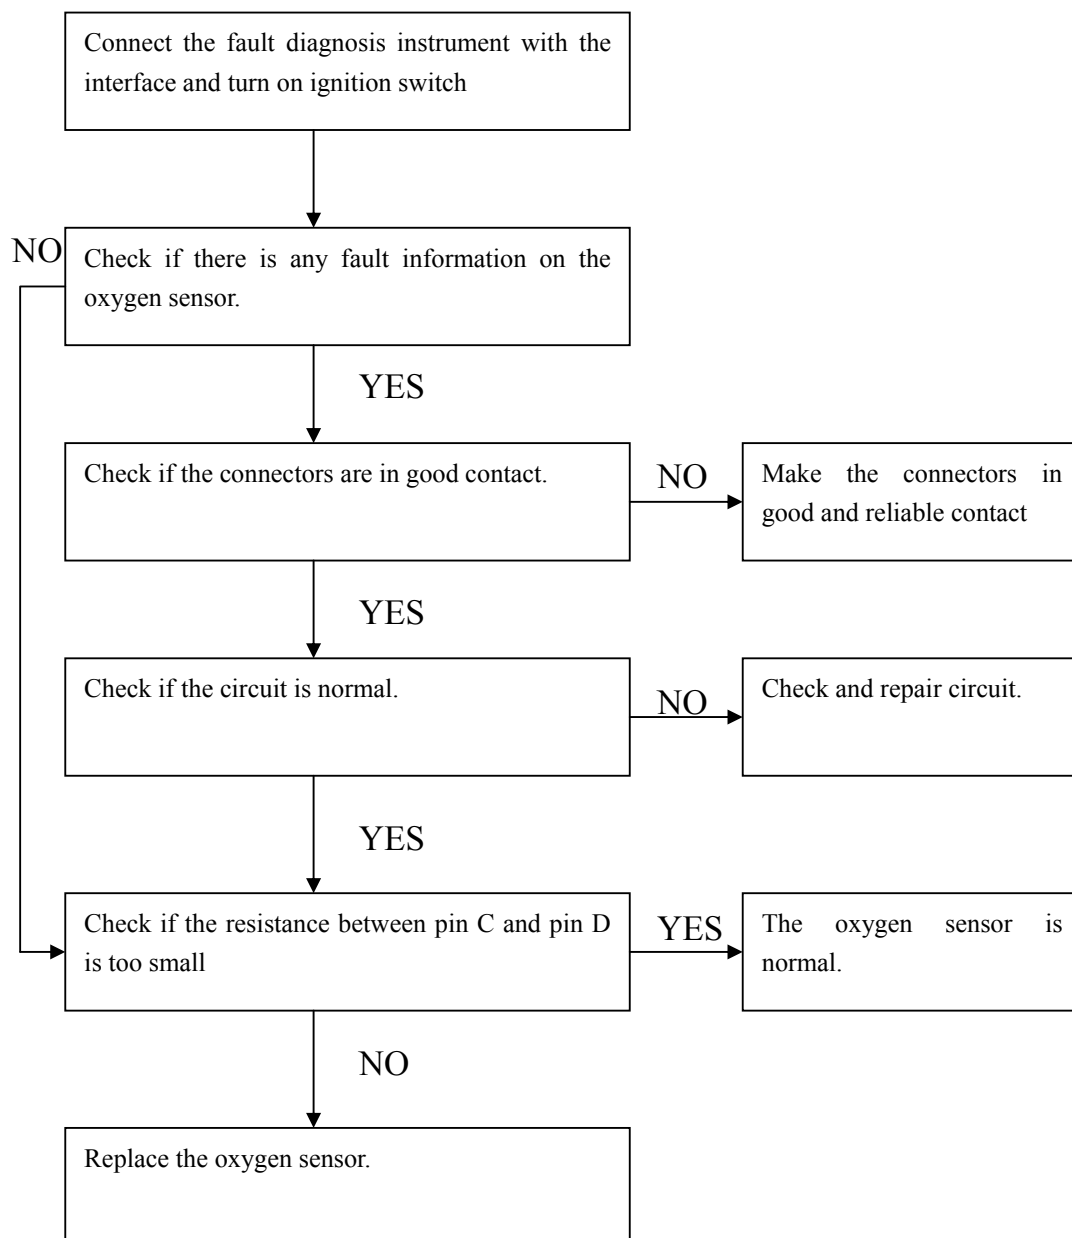 Connect the fault diagnosis instrument with the
interface and turn on ignition switch
NO
Check if there is any fault information on the
oxygen sensor.
YES
Check if the connectors are in good contact.
NO
Make the connectors in
good and reliable contact
YES
Check if the circuit is normal.
NO
Check and repair circuit.
YES
Check if the resistance between pin C and pin D
is too small
YES
The oxygen sensor is
normal.
NO
Replace the oxygen sensor.